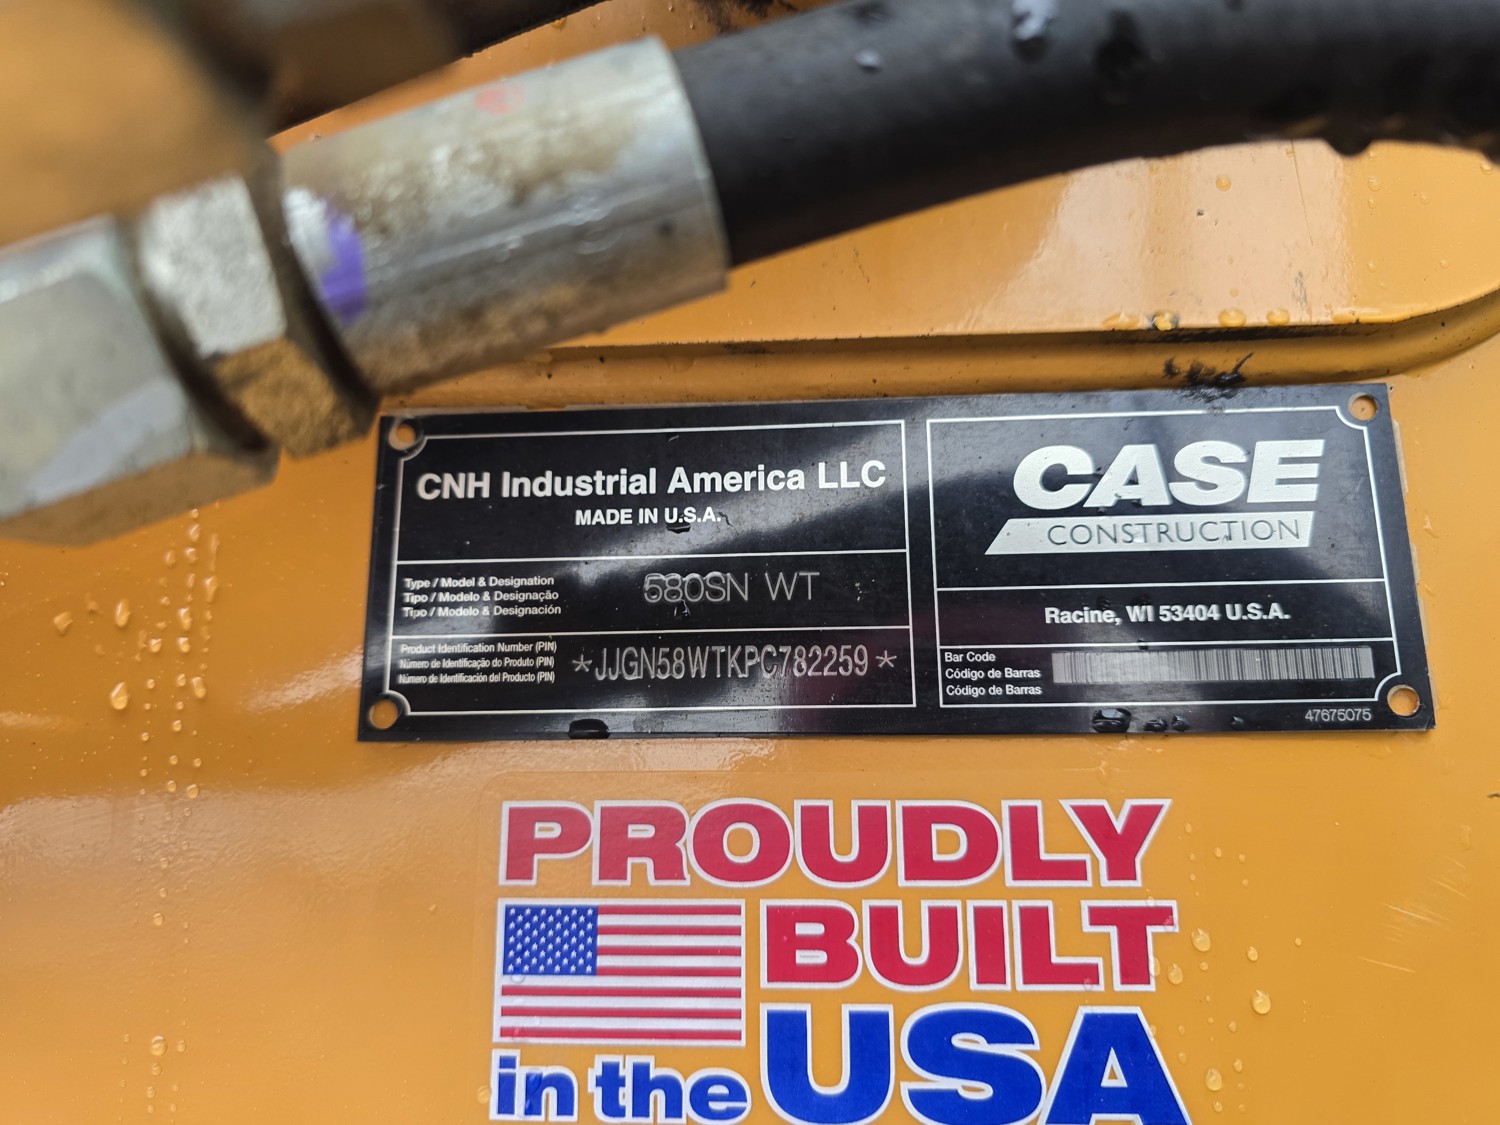 CNH Industrial America LLC
MADE IN U.S.A.
Type / Model & Designation
Tipo / Modelo & Designação
Tipo / Modelo & Designación
580SN WT
Product Identification Number (PIN)
Número de Identificação do Produto (PIN)
Número de Identificación del Producto (PIN)
*JJGN58WTKPC782259*
CASE
CONSTRUCTION
Racine, WI 53404 U.S.A.
Bar Code
Código de Barras
Código de Barras
47675075
PROUDLY
BUILT
in the USA